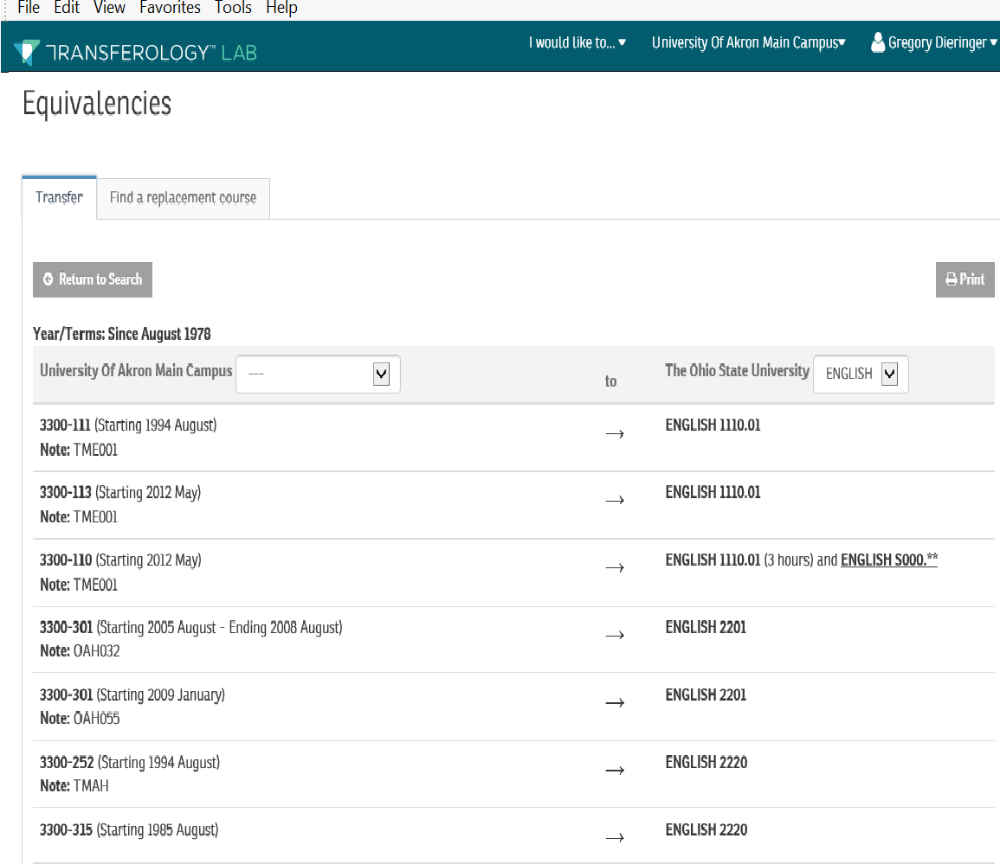 File Edit View Favorites Tools Help
TRANSFEROLOGY™ LAB I would like to... University Of Akron Main Campus Gregory Dieringer
Equivalencies
Transfer Find a replacement course
Return to Search Print
Year/Terms: Since August 1978
University Of Akron Main Campus --- to The Ohio State University ENGLISH
3300-111 (Starting 1994 August) → ENGLISH 1110.01
Note: TME001
3300-113 (Starting 2012 May) → ENGLISH 1110.01
Note: TME001
3300-110 (Starting 2012 May) → ENGLISH 1110.01 (3 hours) and ENGLISH S000.**
Note: TME001
3300-301 (Starting 2005 August - Ending 2008 August) → ENGLISH 2201
Note: OAH032
3300-301 (Starting 2009 January) → ENGLISH 2201
Note: OAH055
3300-252 (Starting 1994 August) → ENGLISH 2220
Note: TMAH
3300-315 (Starting 1985 August) → ENGLISH 2220